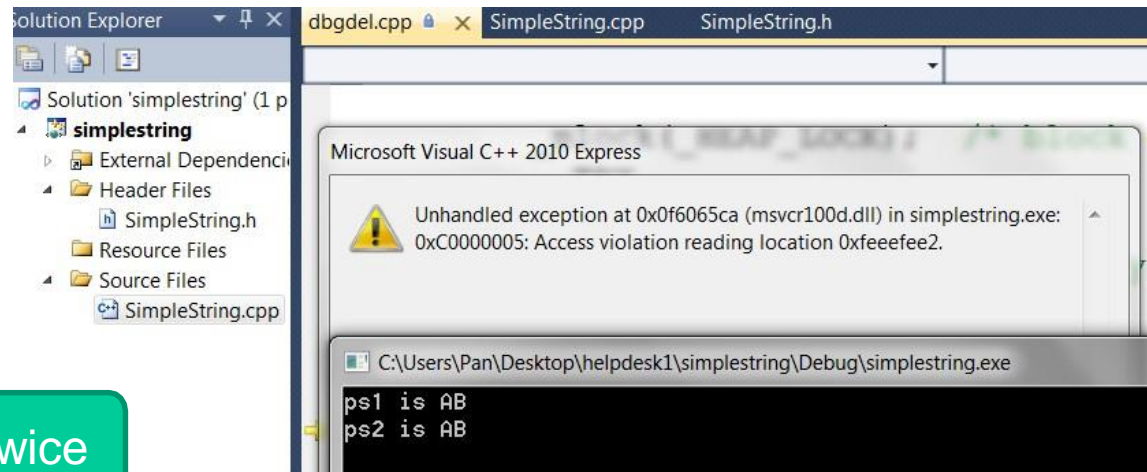 Solution Explorer
dbgdel.cpp
SimpleString.cpp
SimpleString.h
Solution 'simplestring' (1 p
simplestring
External Dependenci
Header Files
SimpleString.h
Resource Files
Source Files
SimpleString.cpp
_HEAP_LOCK); /* block
Microsoft Visual C++ 2010 Express
Unhandled exception at 0x0f6065ca (msvcr100d.dll) in simplestring.exe:
0xC0000005: Access violation reading location 0xfeeefee2.
C:\Users\Pan\Desktop\helpdesk1\simplestring\Debug\simplestring.exe
ps1 is AB
ps2 is AB
wice